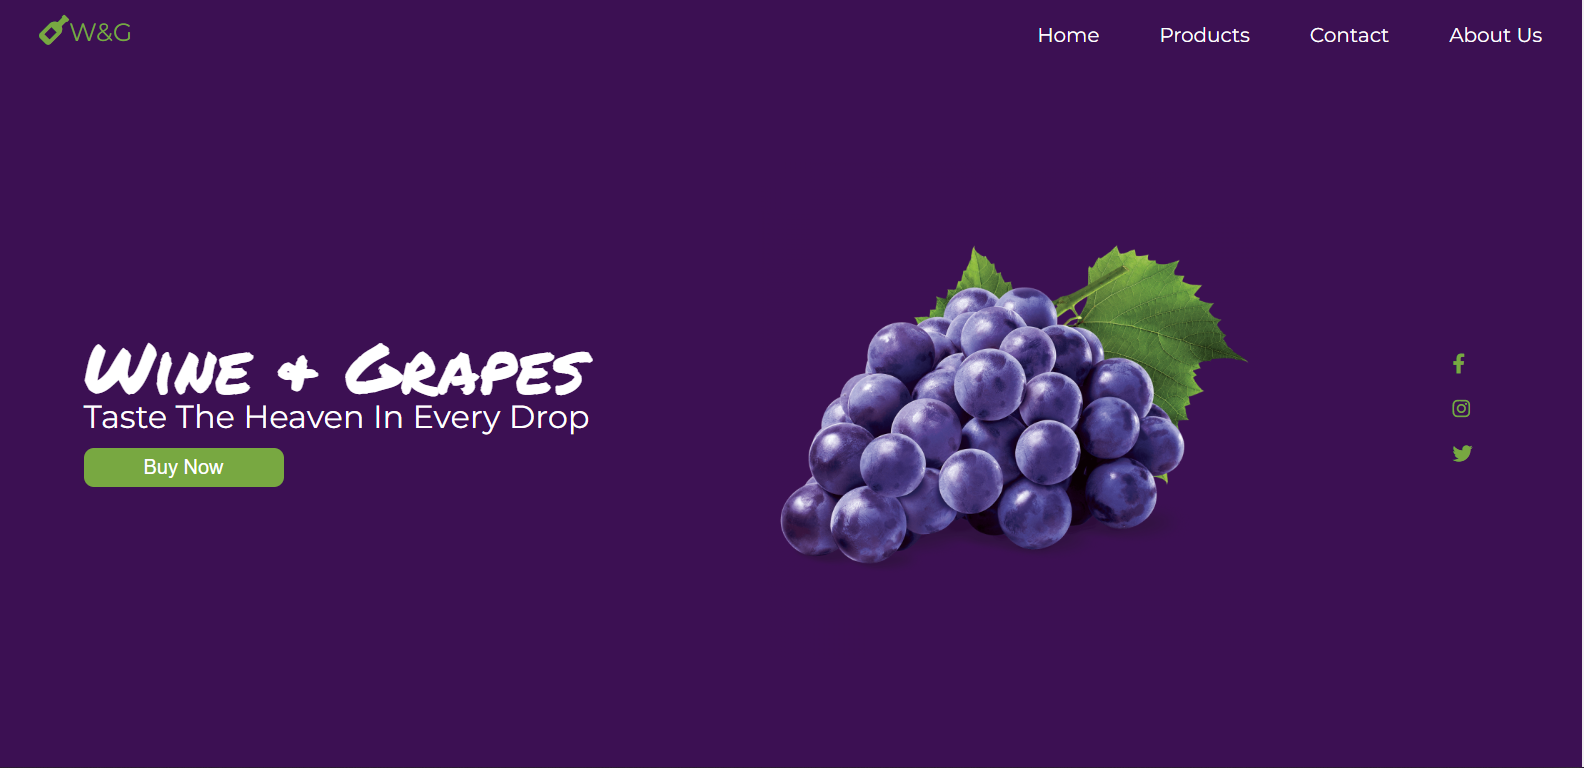 W&G
Home Products Contact About Us
Wine & Grapes
Taste The Heaven In Every Drop
Buy Now